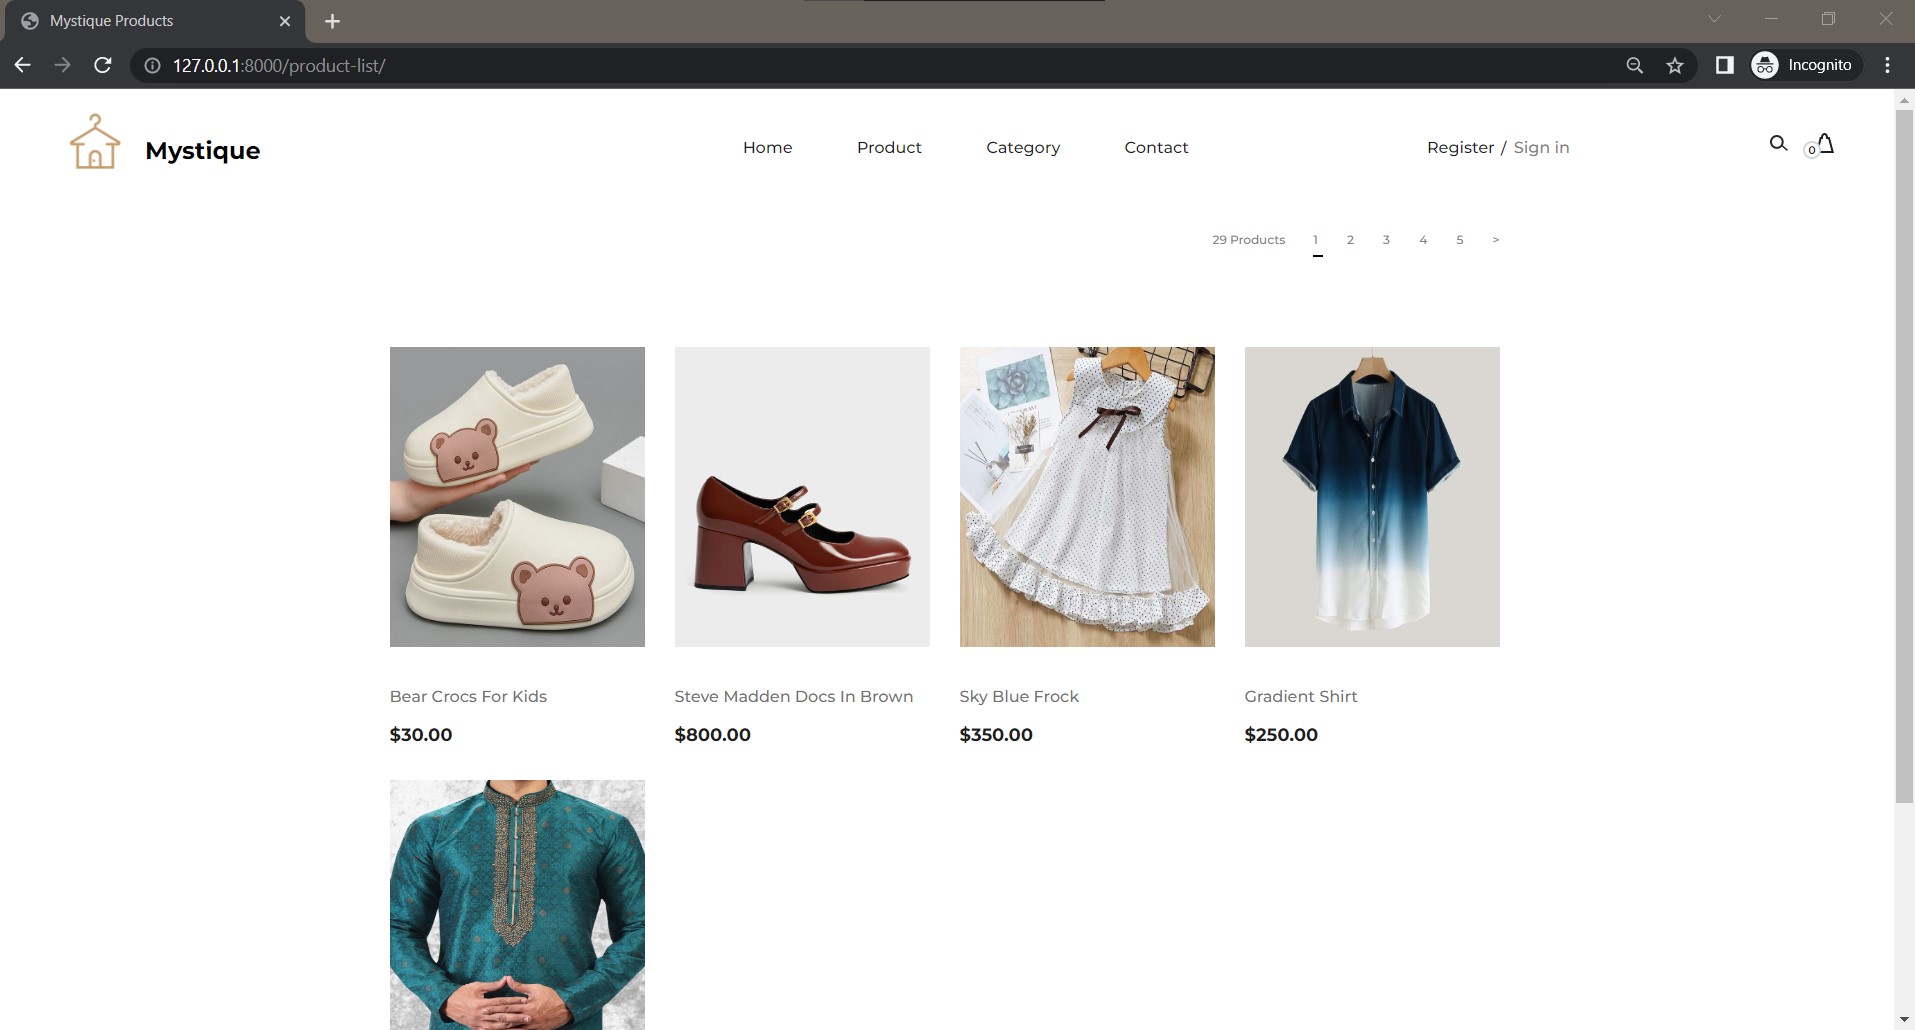 Mystique Products
127.0.0.1:8000/product-list/
Incognito
Mystique
Home Product Category Contact
Register / Sign in
0
29 Products 1 2 3 4 5 >
Bear Crocs For Kids
$30.00
Steve Madden Docs In Brown
$800.00
Sky Blue Frock
$350.00
Gradient Shirt
$250.00